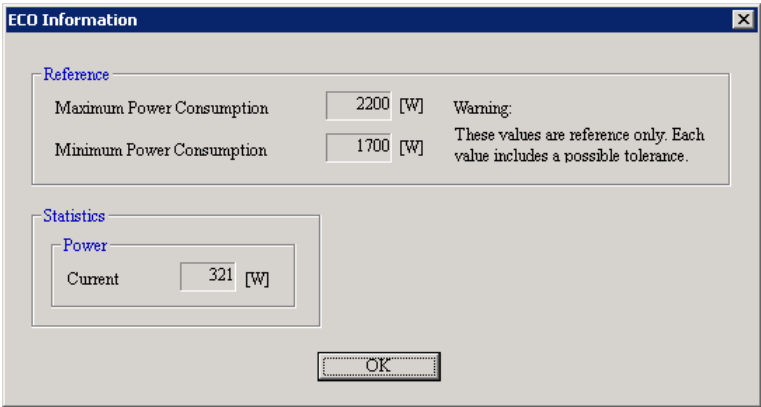 ECO Information
Reference
Maximum Power Consumption 2200 [W] Warning:
These values are reference only. Each
Minimum Power Consumption 1700 [W] value includes a possible tolerance.
Statistics
Power
Current 321 [W]
OK